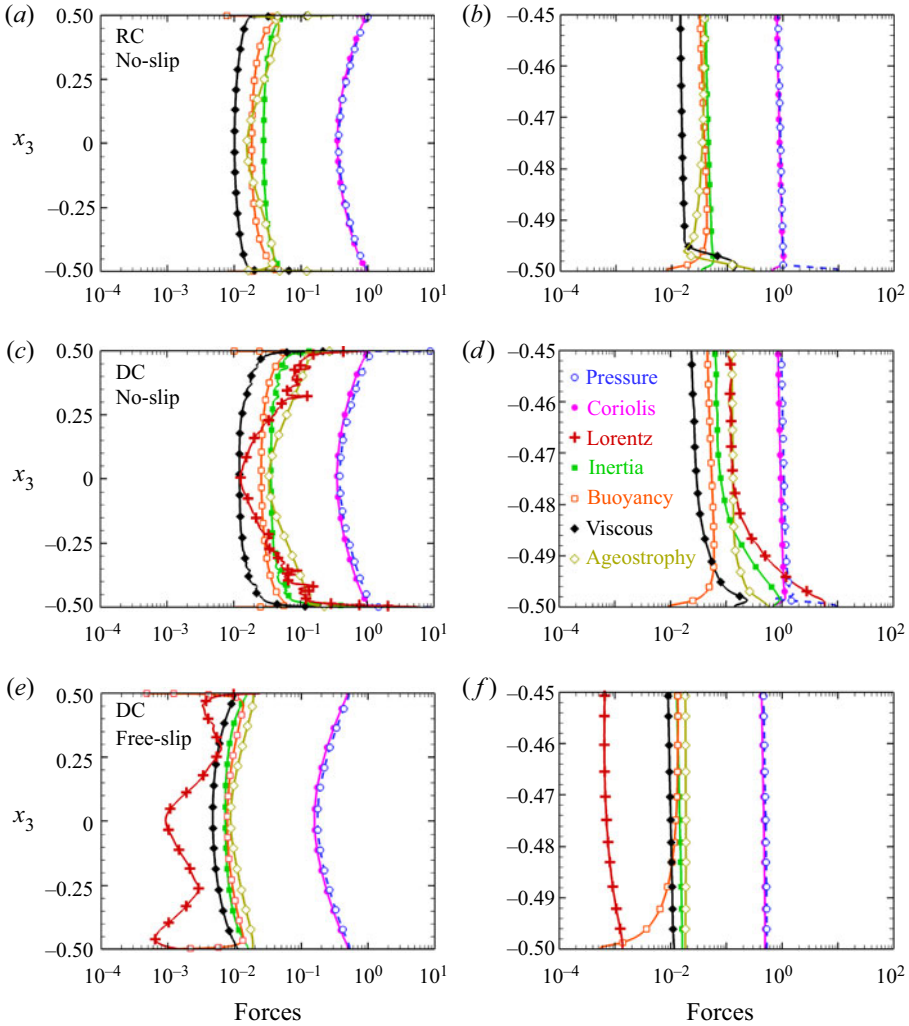 (a)
RC
No-slip
0.50
0.25
x₃
0
–0.25
–0.50
10⁻⁴ 10⁻³ 10⁻² 10⁻¹ 10⁰ 10¹
(b)
–0.45
–0.46
–0.47
–0.48
–0.49
–0.50
10⁻⁴ 10⁻² 10⁰ 10²
(c)
DC
No-slip
0.50
0.25
x₃
0
–0.25
–0.50
10⁻⁴ 10⁻³ 10⁻² 10⁻¹ 10⁰ 10¹
(d)
–0.45
–0.46
–0.47
–0.48
–0.49
–0.50
Pressure
Coriolis
Lorentz
Inertia
Buoyancy
Viscous
Ageostrophy
10⁻⁴ 10⁻² 10⁰ 10²
(e)
DC
Free-slip
0.50
0.25
x₃
0
–0.25
–0.50
10⁻⁴ 10⁻³ 10⁻² 10⁻¹ 10⁰ 10¹
Forces
(f)
–0.45
–0.46
–0.47
–0.48
–0.49
–0.50
10⁻⁴ 10⁻² 10⁰ 10²
Forces